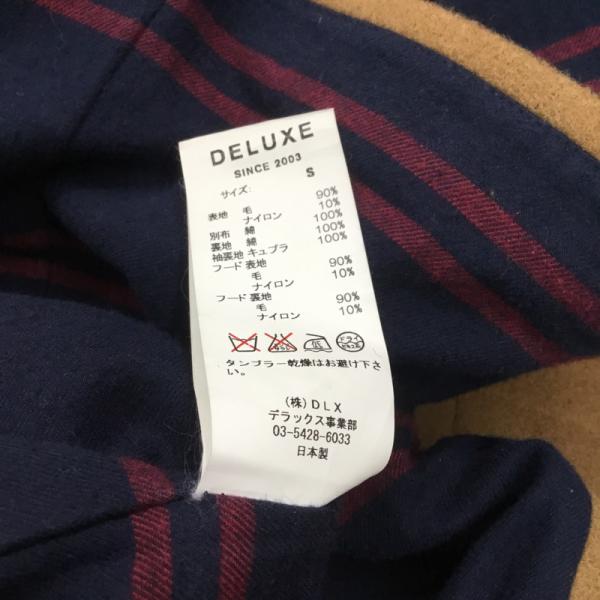 DELUXE
SINCE 2003
サイズ: S
表地 毛 90%
ナイロン 10%
別布 綿 100%
裏地 綿 100%
袖裏地 キュプラ 100%
フード 表地
毛 90%
ナイロン 10%
フード 裏地
毛 90%
ナイロン 10%
ドライ
タンブラー乾燥はお避け下さ
い。
(株)DLX
デラックス事業部
03-5428-6033
日本製